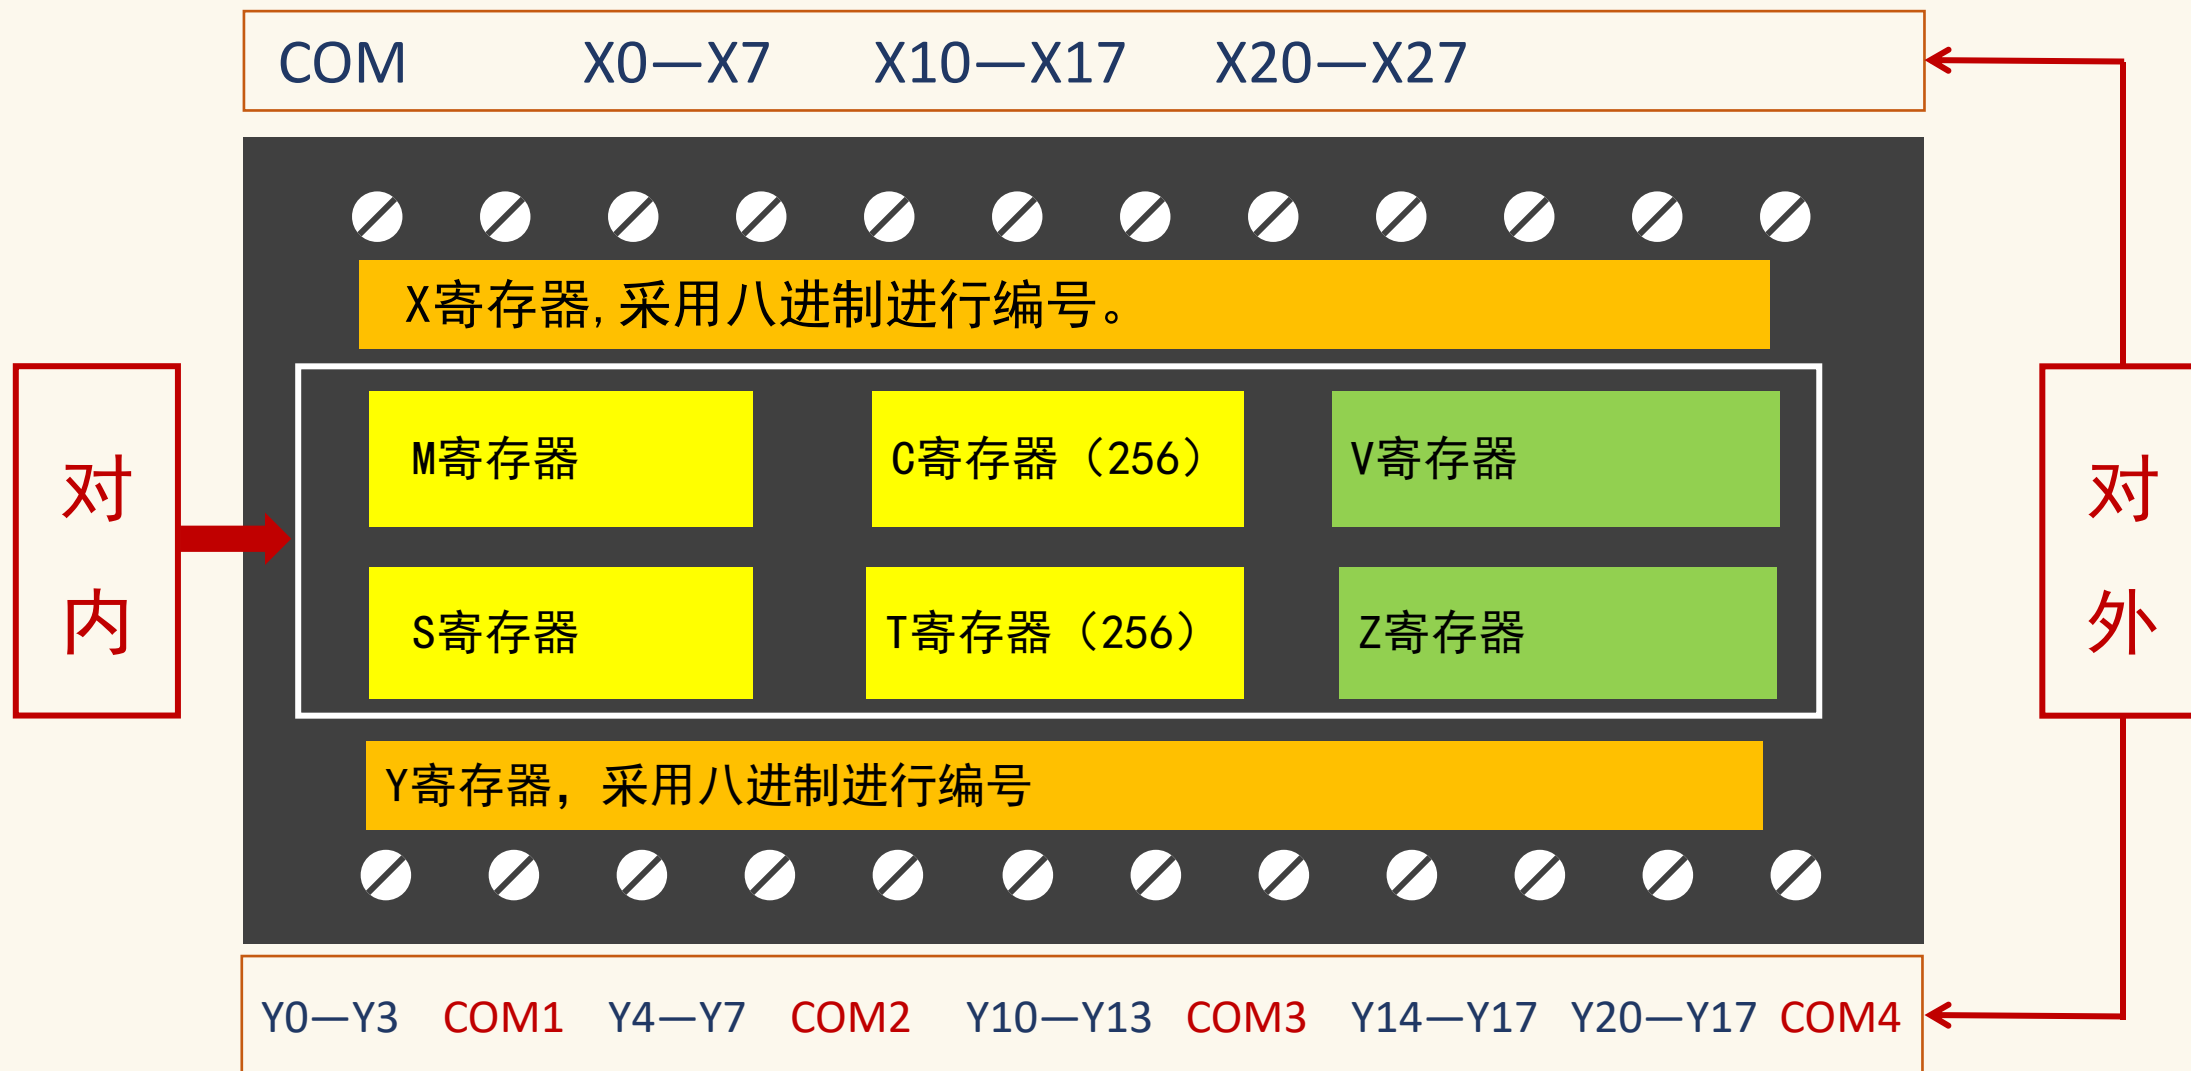 COM X0—X7 X10—X17 X20—X27
X寄存器,采用八进制进行编号。
对内
M寄存器 C寄存器（256） V寄存器
S寄存器 T寄存器（256） Z寄存器
对外
Y寄存器，采用八进制进行编号
Y0—Y3 COM1 Y4—Y7 COM2 Y10—Y13 COM3 Y14—Y17 Y20—Y17 COM4